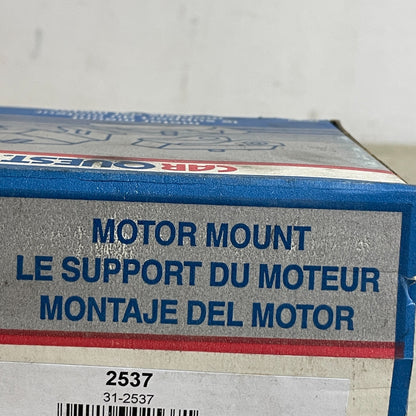 CAR QUEST
MOTOR MOUNT
LE SUPPORT DU MOTEUR
MONTAJE DEL MOTOR
2537
31-2537